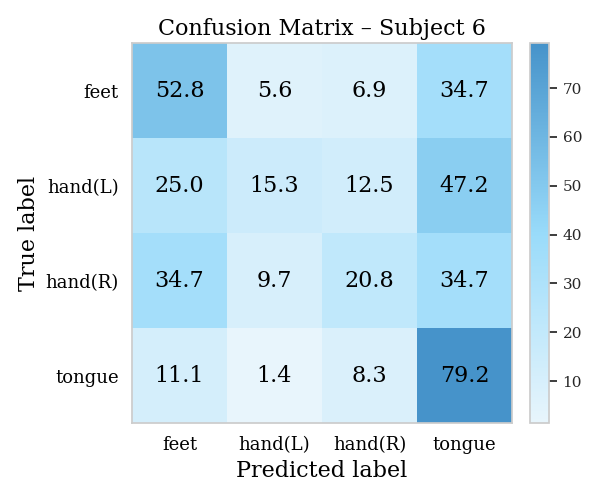 Confusion Matrix – Subject 6
feet 52.8 5.6 6.9 34.7
hand(L) 25.0 15.3 12.5 47.2
hand(R) 34.7 9.7 20.8 34.7
tongue 11.1 1.4 8.3 79.2
feet hand(L) hand(R) tongue
Predicted label
True label
70
60
50
40
30
20
10